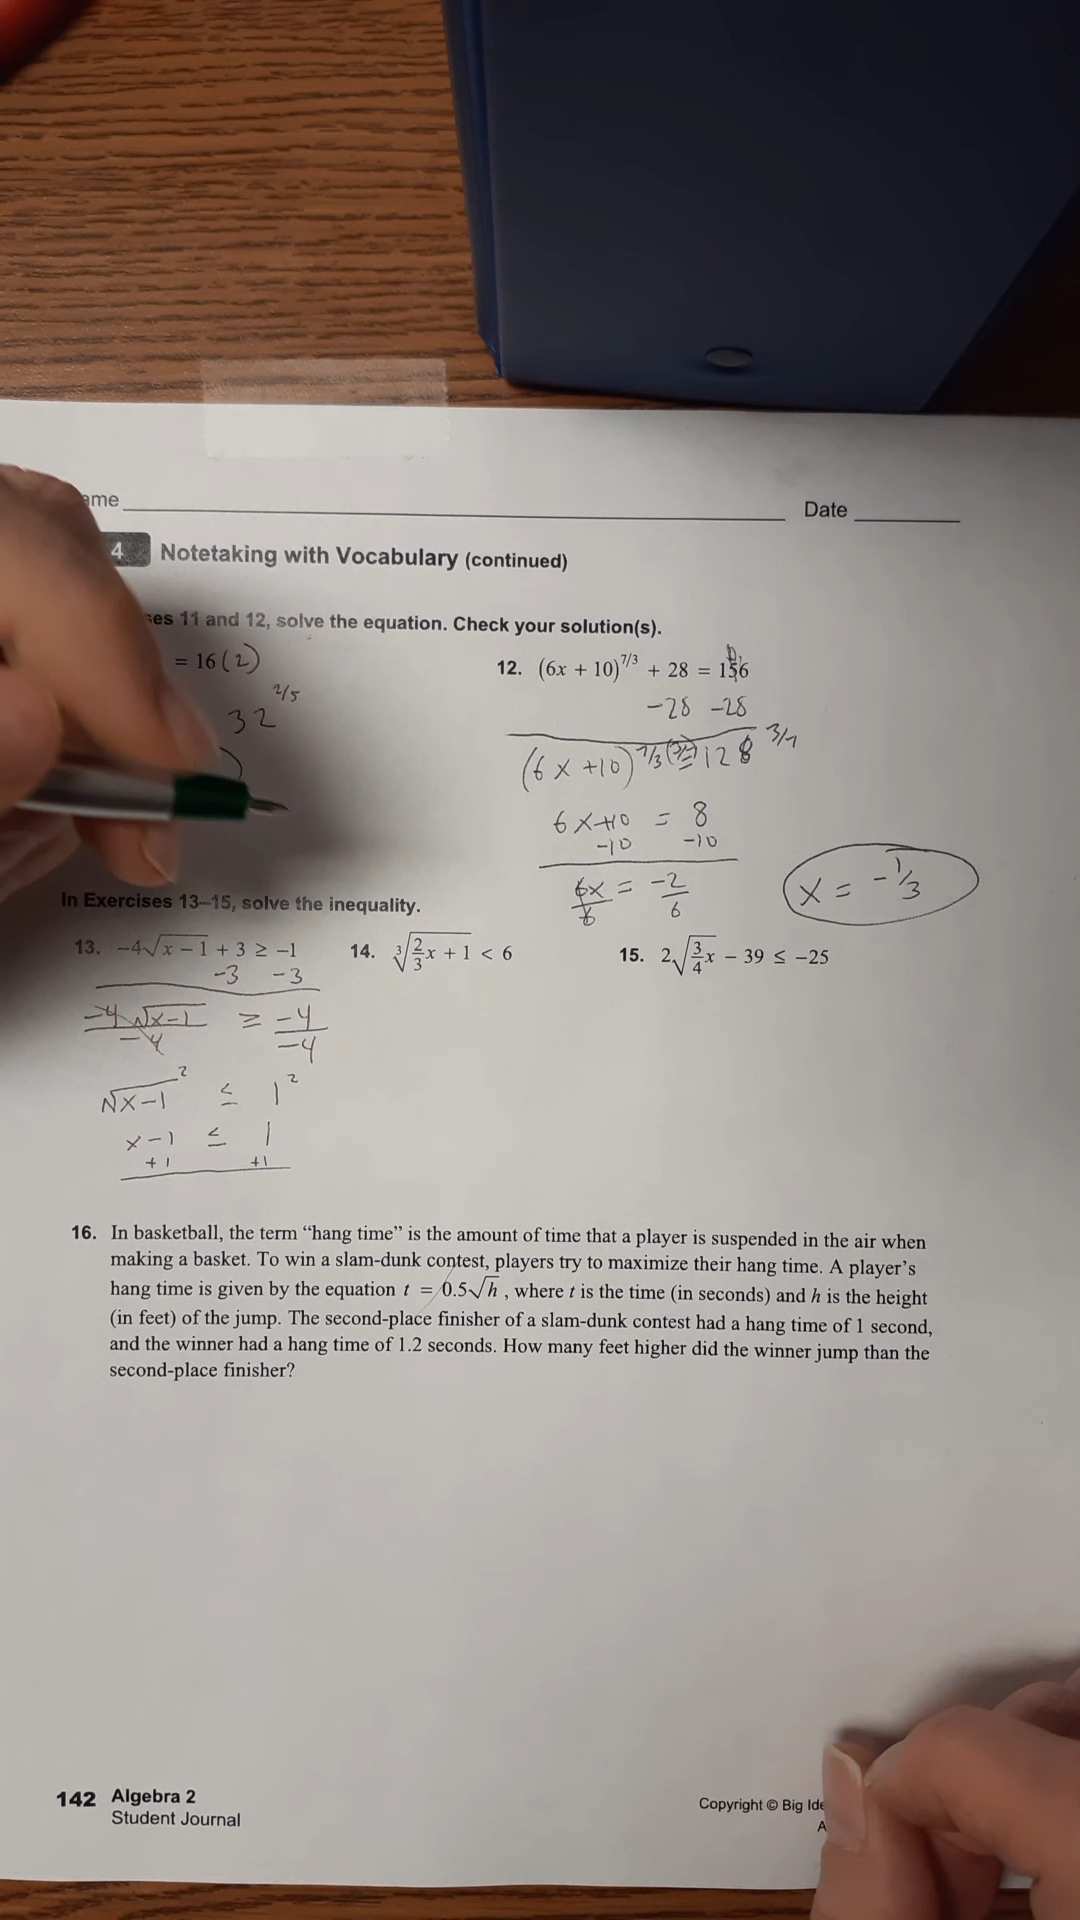 ame Date
4 Notetaking with Vocabulary (continued)
ses 11 and 12, solve the equation. Check your solution(s).
= 16 (2)
32^2/5
)
12. (6x + 10)^7/3 + 28 = 156
-28 -28
(6x +10)^7/3 = 128^3/7
6x+10 = 8
-10 -10
6x/6 = -2/6
x = -1/3
In Exercises 13–15, solve the inequality.
13. −4√x − 1 + 3 ≥ −1
-3 -3
-4√x-1 / -4 ≥ -4 / -4
√x-1 ^2 ≤ 1^2
x-1 ≤ 1
+1 +1
14. ∛2/3x + 1 < 6
15. 2√3/4x − 39 ≤ −25
16. In basketball, the term “hang time” is the amount of time that a player is suspended in the air when
making a basket. To win a slam-dunk contest, players try to maximize their hang time. A player’s
hang time is given by the equation t = 0.5√h , where t is the time (in seconds) and h is the height
(in feet) of the jump. The second-place finisher of a slam-dunk contest had a hang time of 1 second,
and the winner had a hang time of 1.2 seconds. How many feet higher did the winner jump than the
second-place finisher?
142 Algebra 2
Student Journal
Copyright © Big Ide
A